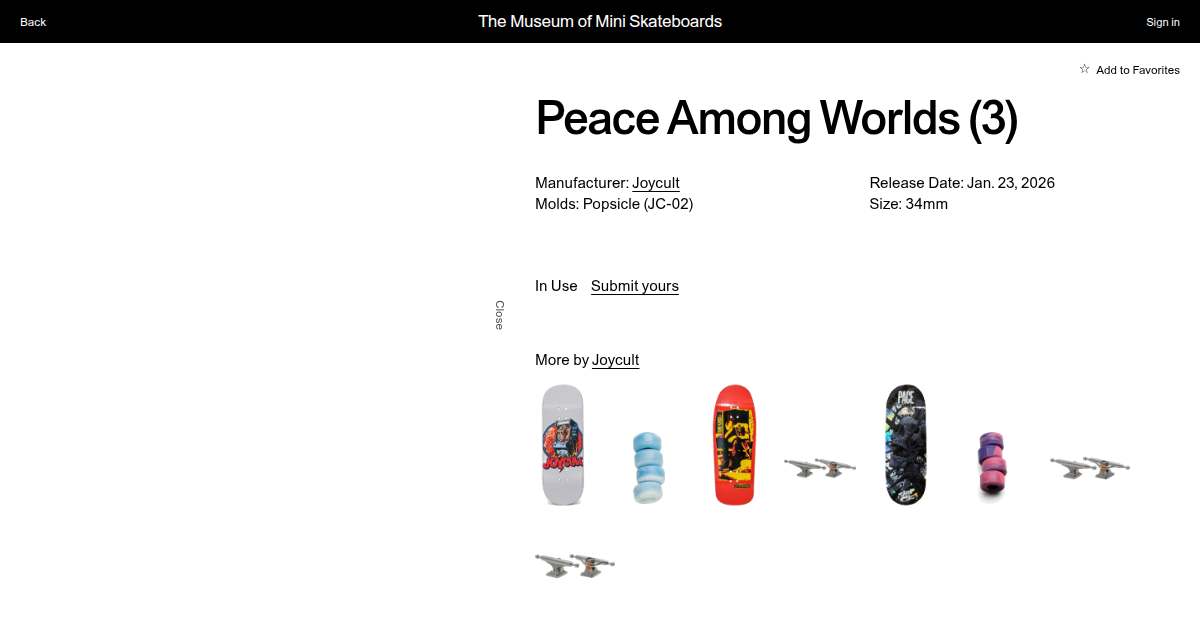 Back
The Museum of Mini Skateboards
Sign in
☆ Add to Favorites
Peace Among Worlds (3)
Manufacturer: Joycult
Release Date: Jan. 23, 2026
Molds: Popsicle (JC-02)
Size: 34mm
In Use Submit yours
Close
More by Joycult